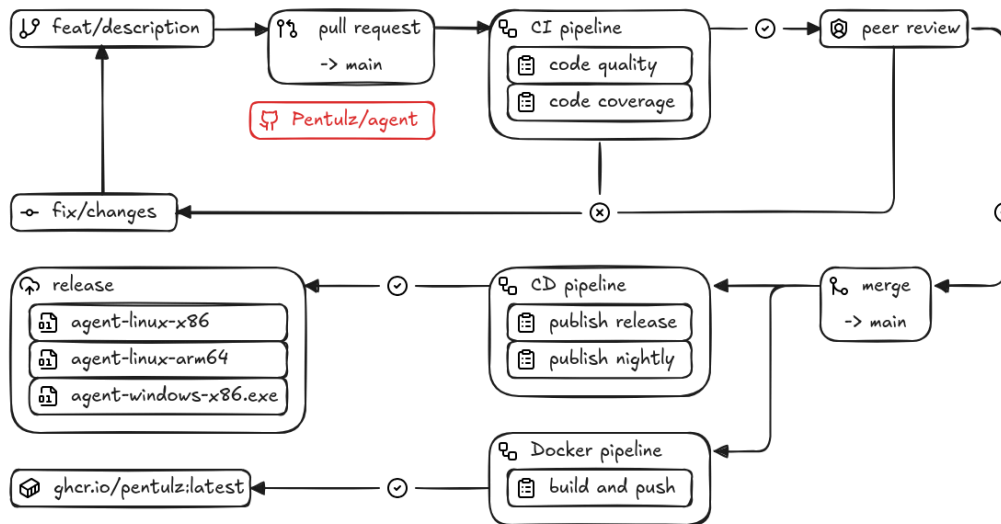 feat/description
pull request
-> main
CI pipeline
code quality
code coverage
peer review
Pentulz/agent
fix/changes
release
agent-linux-x86
agent-linux-arm64
agent-windows-x86.exe
CD pipeline
publish release
publish nightly
merge
-> main
Docker pipeline
build and push
ghcr.io/pentulz:latest